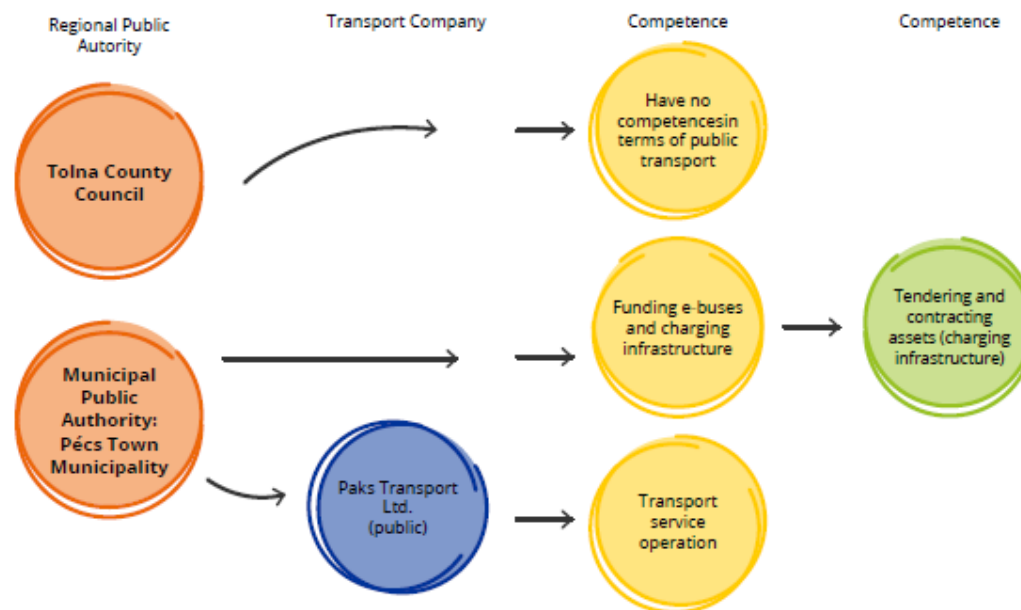 Regional Public
Autority
Transport Company
Competence
Competence
Tolna County
Council
Have no
competencesin
terms of public
transport
Municipal
Public
Authority:
Pécs Town
Municipality
Funding e-buses
and charging
infrastructure
Tendering and
contracting
assets (charging
infrastructure)
Paks Transport
Ltd.
(public)
Transport
service
operation